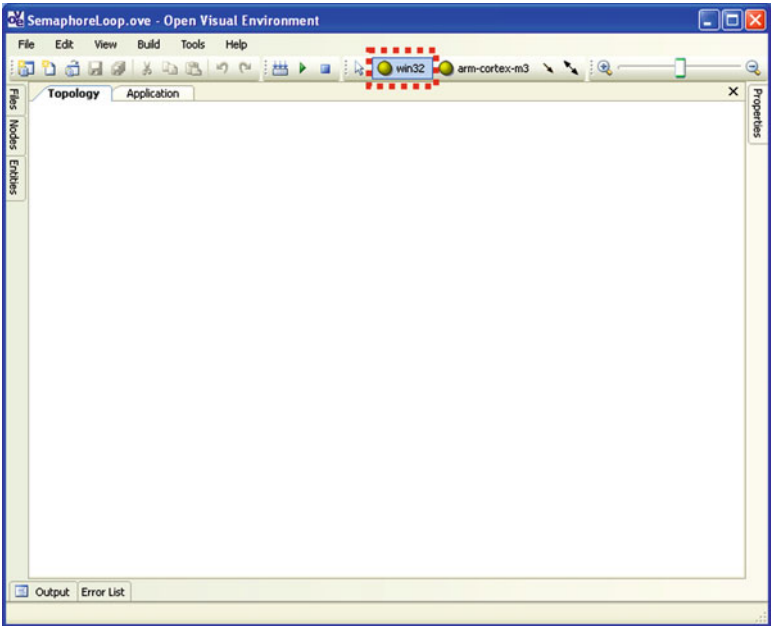 SemaphoreLoop.ove - Open Visual Environment
File Edit View Build Tools Help
win32 arm-cortex-m3
Topology Application
Files
Nodes
Entities
Properties
Output Error List